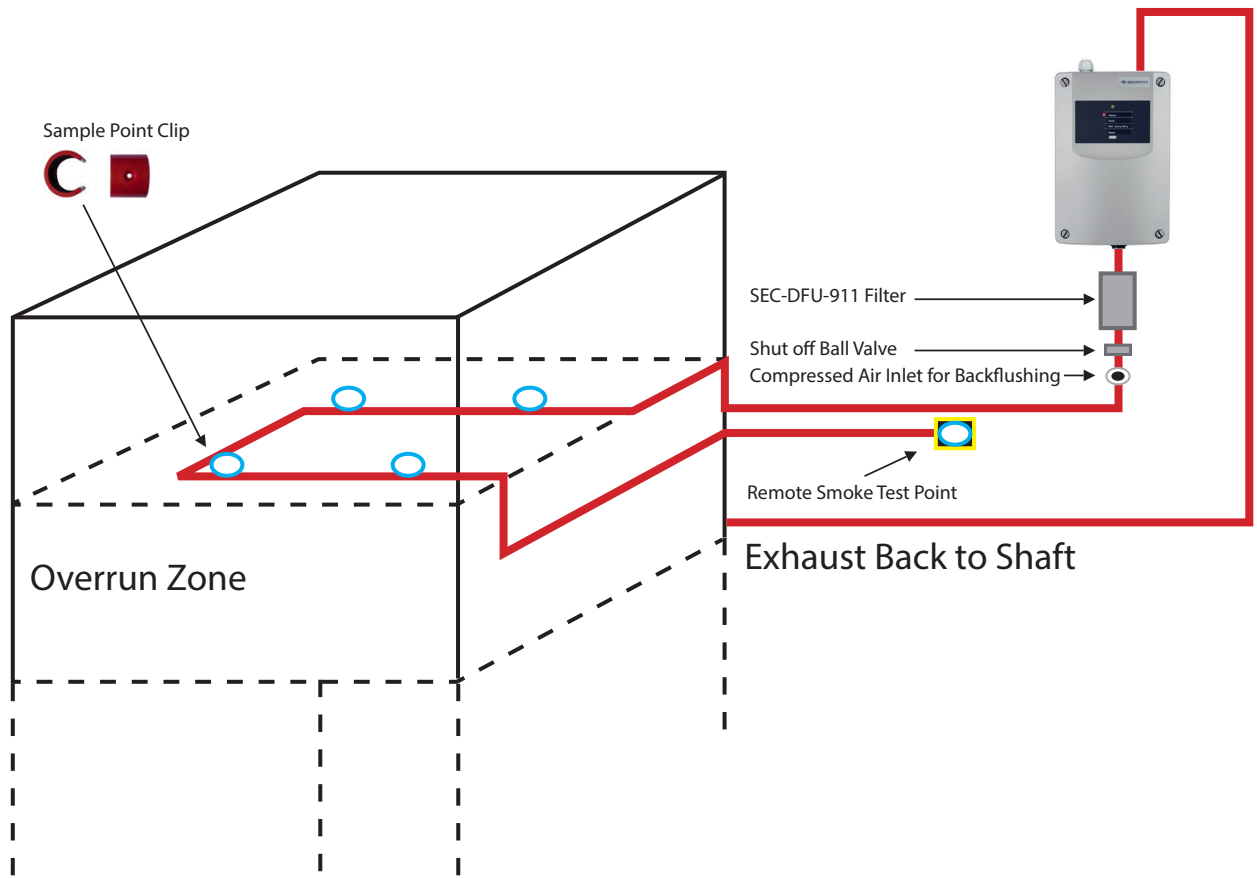 Sample Point Clip
SEC-DFU-911 Filter
Shut off Ball Valve
Compressed Air Inlet for Backflushing
Remote Smoke Test Point
Exhaust Back to Shaft
Overrun Zone